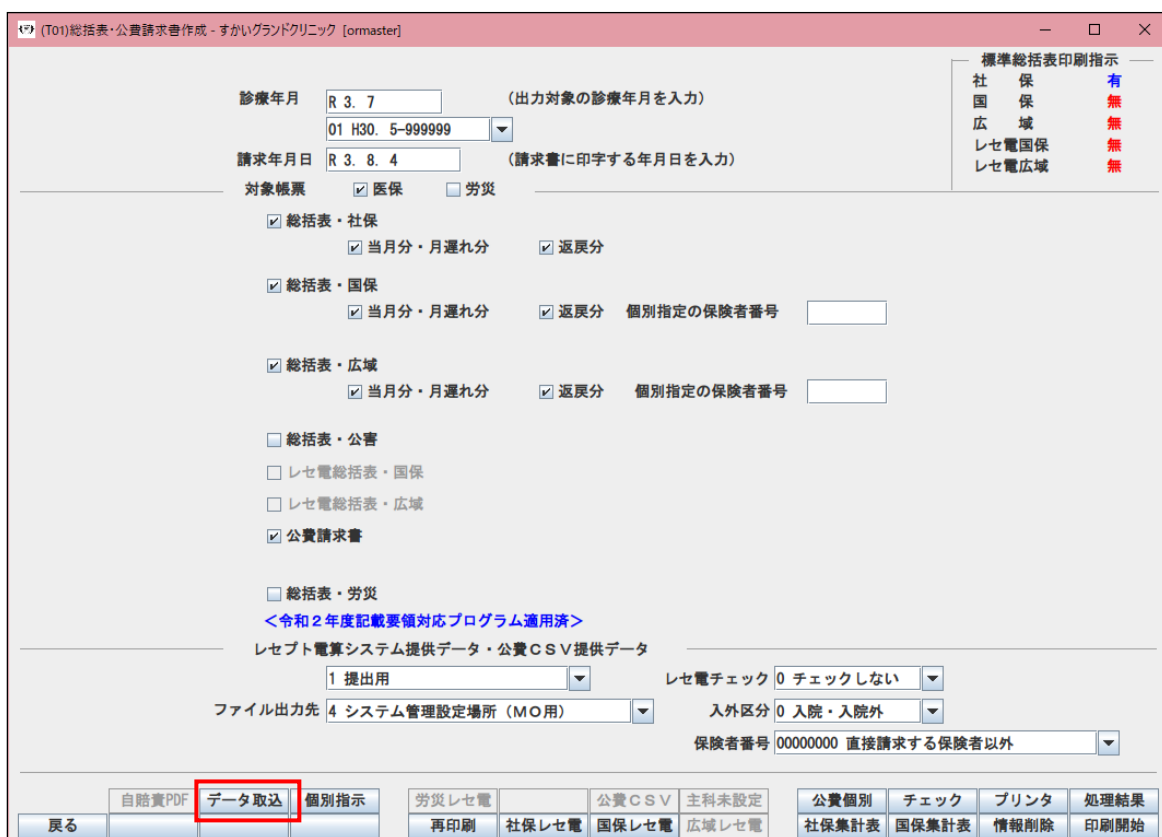 (T01)総括表・公費請求書作成 - すかいグランドクリニック [ormaster]
標準総括表印刷指示
社　保　有
国　保　無
広　域　無
レセ電国保　無
レセ電広域　無
診療年月 R 3. 7 (出力対象の診療年月を入力)
01 H30. 5-999999
請求年月日 R 3. 8. 4 (請求書に印字する年月日を入力)
対象帳票 医保 労災
総括表・社保
当月分・月遅れ分 返戻分
総括表・国保
当月分・月遅れ分 返戻分 個別指定の保険者番号
総括表・広域
当月分・月遅れ分 返戻分 個別指定の保険者番号
総括表・公害
レセ電総括表・国保
レセ電総括表・広域
公費請求書
総括表・労災
＜令和２年度記載要領対応プログラム適用済＞
レセプト電算システム提供データ・公費ＣＳＶ提供データ
1 提出用 レセ電チェック 0 チェックしない
ファイル出力先 4 システム管理設定場所（ＭＯ用） 入外区分 0 入院・入院外
保険者番号 00000000 直接請求する保険者以外
自賠責PDF データ取込 個別指示 労災レセ電 公費ＣＳＶ 主科未設定 公費個別 チェック プリンタ 処理結果
戻る 再印刷 社保レセ電 国保レセ電 広域レセ電 社保集計表 国保集計表 情報削除 印刷開始